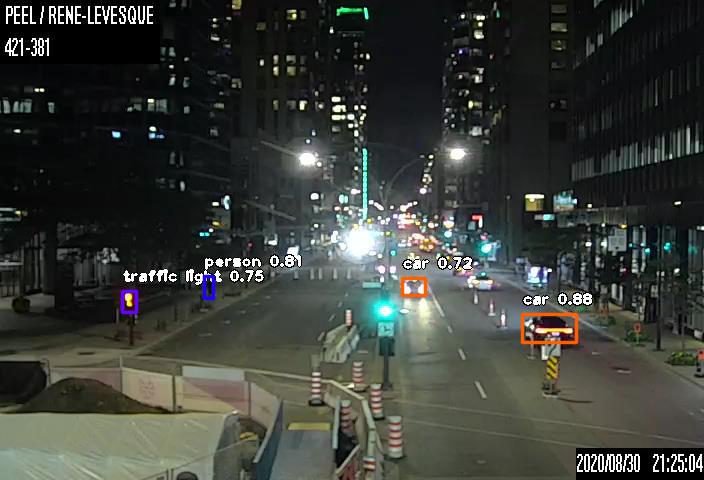 PEEL / RENE-LEVESQUE
421-381
person 0.81
traffic light 0.75
car 0.72
car 0.88
2020/08/30 21:25:04